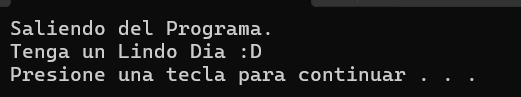 Saliendo del Programa.
Tenga un Lindo Dia :D
Presione una tecla para continuar . . .